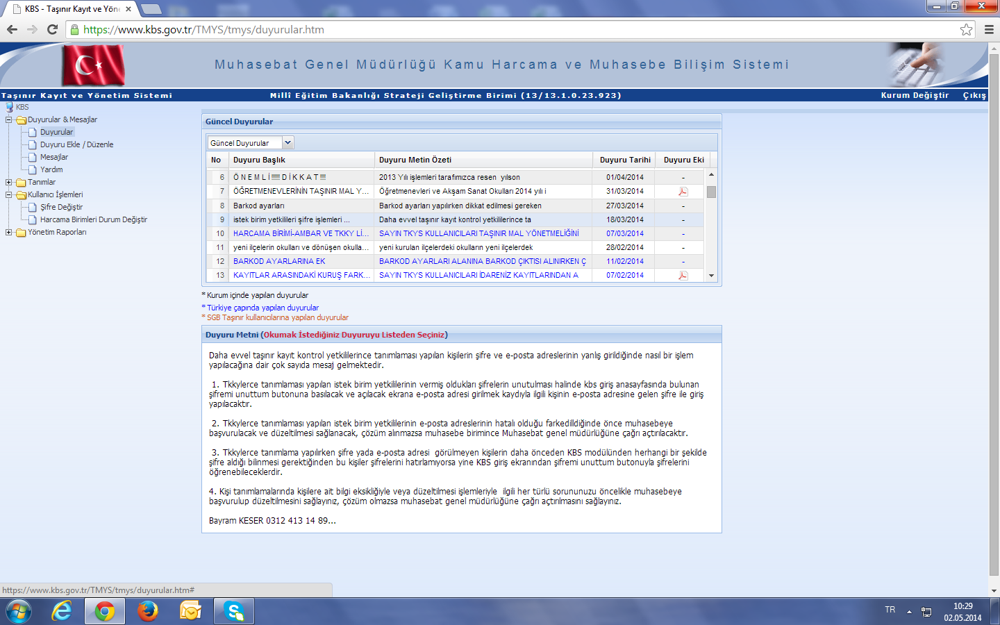 KBS - Taşınır Kayıt ve Yön
https://www.kbs.gov.tr/TMYS/tmys/duyurular.htm
Muhasebat Genel Müdürlüğü Kamu Harcama ve Muhasebe Bilişim Sistemi
Taşınır Kayıt ve Yönetim Sistemi Millî Eğitim Bakanlığı Strateji Geliştirme Birimi (13/13.1.0.23.923) Kurum Değiştir Çıkış
KBS
Duyurular & Mesajlar
Duyurular
Duyuru Ekle / Düzenle
Mesajlar
Yardım
Tanımlar
Kullanıcı İşlemleri
Şifre Değiştir
Harcama Birimleri Durum Değiştir
Yönetim Raporları
Güncel Duyurular
Güncel Duyurular
No Duyuru Başlık Duyuru Metin Özeti Duyuru Tarihi Duyuru Eki
6 Ö N E M L İ D İ K K A T 2013 Yılı işlemleri tarafımızca resen yılson 01/04/2014 -
7 ÖĞRETMENEVLERİNİN TAŞINIR MAL Y... Öğretmenevleri ve Akşam Sanat Okulları 2014 yılı i 31/03/2014
8 Barkod ayarları Barkod ayarları yapılırken dikkat edilmesi gereken 27/03/2014 -
9 istek birim yetkilileri şifre işlemleri ... Daha evvel taşınır kayıt kontrol yetkililerince ta 18/03/2014 -
10 HARCAMA BİRİMİ-AMBAR VE TKKY Lİ... SAYIN TKYS KULLANICILARI TAŞINIR MAL YÖNETMELİĞİNİ 07/03/2014 -
11 yeni ilçelerin okulları ve dönüşen okulla... yeni kurulan ilçelerdeki okulların yeni ilçelerdek 28/02/2014 -
12 BARKOD AYARLARINA EK BARKOD AYARLARI ALANINA BARKOD ÇIKTISI ALINIRKEN Ç 11/02/2014 -
13 KAYITLAR ARASINDAKİ KURUŞ FARK... SAYIN TKYS KULLANICILARI İDARENİZ KAYITLARINDAN A 07/02/2014
* Kurum içinde yapılan duyurular
* Türkiye çapında yapılan duyurular
* SGB Taşınır kullanıcılarına yapılan duyurular
Duyuru Metni (Okumak İstediğiniz Duyuruyu Listeden Seçiniz)
Daha evvel taşınır kayıt kontrol yetkililerince tanımlaması yapılan kişilerin şifre ve e-posta adreslerinin yanlış girildiğinde nasıl bir işlem
yapılacağına dair çok sayıda mesaj gelmektedir.
1. Tkkylerce tanımlaması yapılan istek birim yetkililerinin vermiş oldukları şifrelerin unutulması halinde kbs giriş anasayfasında bulunan
şifremi unuttum butonuna basılacak ve açılacak ekrana e-posta adresi girilmek kaydıyla ilgili kişinin e-posta adresine gelen şifre ile giriş
yapılacaktır.
2. Tkkylerce tanımlaması yapılan istek birim yetkililerinin e-posta adreslerinin hatalı olduğu farkedilldiğinde önce muhasebeye
başvurulacak ve düzeltilmesi sağlanacak, çözüm alınmazsa muhasebe birimince Muhasebat genel müdürlüğüne çağrı açtırılacaktır.
3. Tkkylerce tanımlama yapılırken şifre yada e-posta adresi görülmeyen kişilerin daha önceden KBS modülünden herhangi bir şekilde
şifre aldığı bilinmesi gerektiğinden bu kişiler şifrelerini hatırlamıyorsa yine KBS giriş ekranından şifremi unuttum butonuyla şifrelerini
öğrenebileceklerdir.
4. Kişi tanımlamalarında kişilere ait bilgi eksikliğiyle veya düzeltilmesi işlemleriyle ilgili her türlü sorununuzu öncelikle muhasebeye
başvurulup düzeltilmesini sağlayınız, çözüm olmazsa muhasebat genel müdürlüğüne çağrı açtırılmasını sağlayınız.
Bayram KESER 0312 413 14 89...
https://www.kbs.gov.tr/TMYS/tmys/duyurular.htm#
TR
10:29
02.05.2014